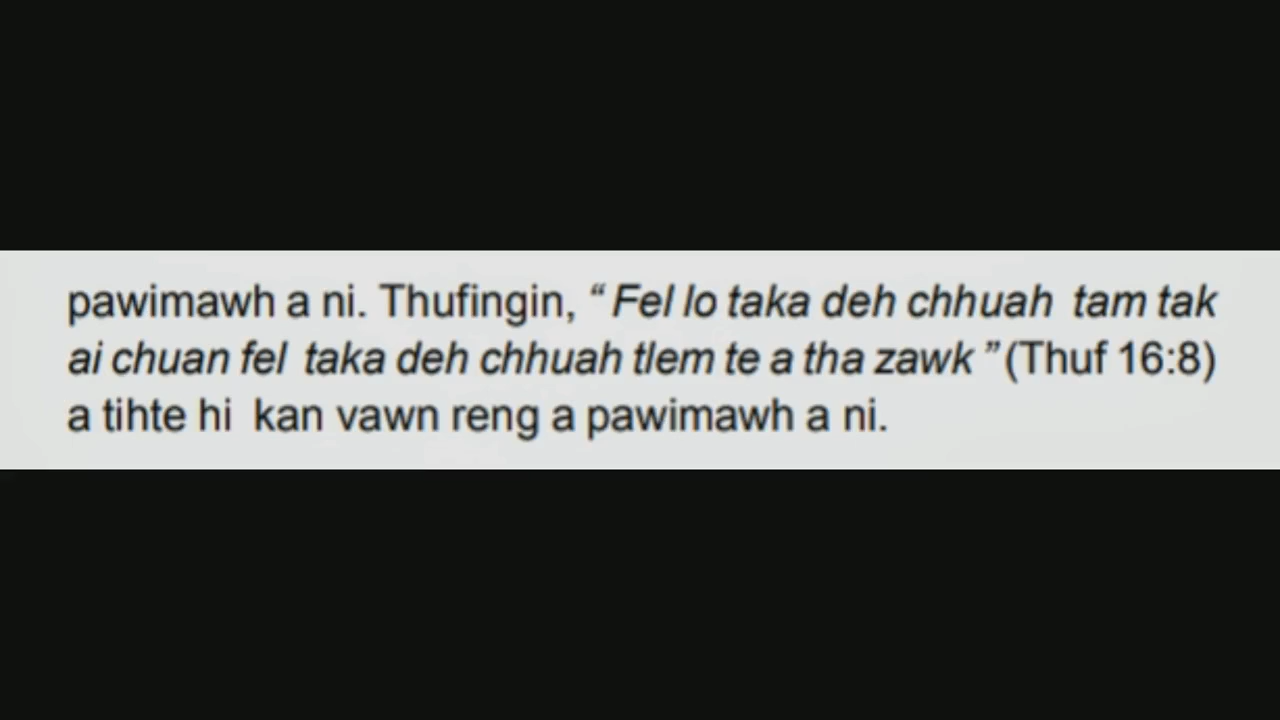 pawimawh a ni. Thufingin, “ Fel lo taka deh chhuah tam tak
ai chuan fel taka deh chhuah tlem te a tha zawk ” (Thuf 16:8)
a tihte hi kan vawn reng a pawimawh a ni.